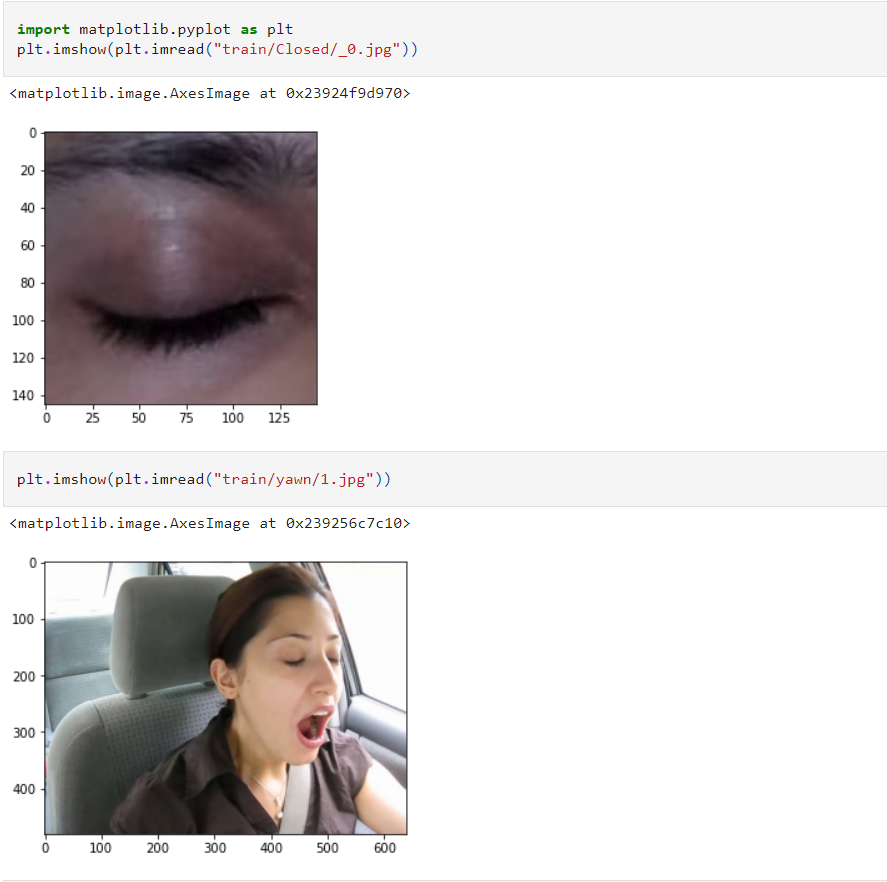 import matplotlib.pyplot as plt
plt.imshow(plt.imread("train/Closed/_0.jpg"))
<matplotlib.image.AxesImage at 0x23924f9d970>
0
20
40
60
80
100
120
140
0 25 50 75 100 125
plt.imshow(plt.imread("train/yawn/1.jpg"))
<matplotlib.image.AxesImage at 0x239256c7c10>
0
100
200
300
400
0 100 200 300 400 500 600